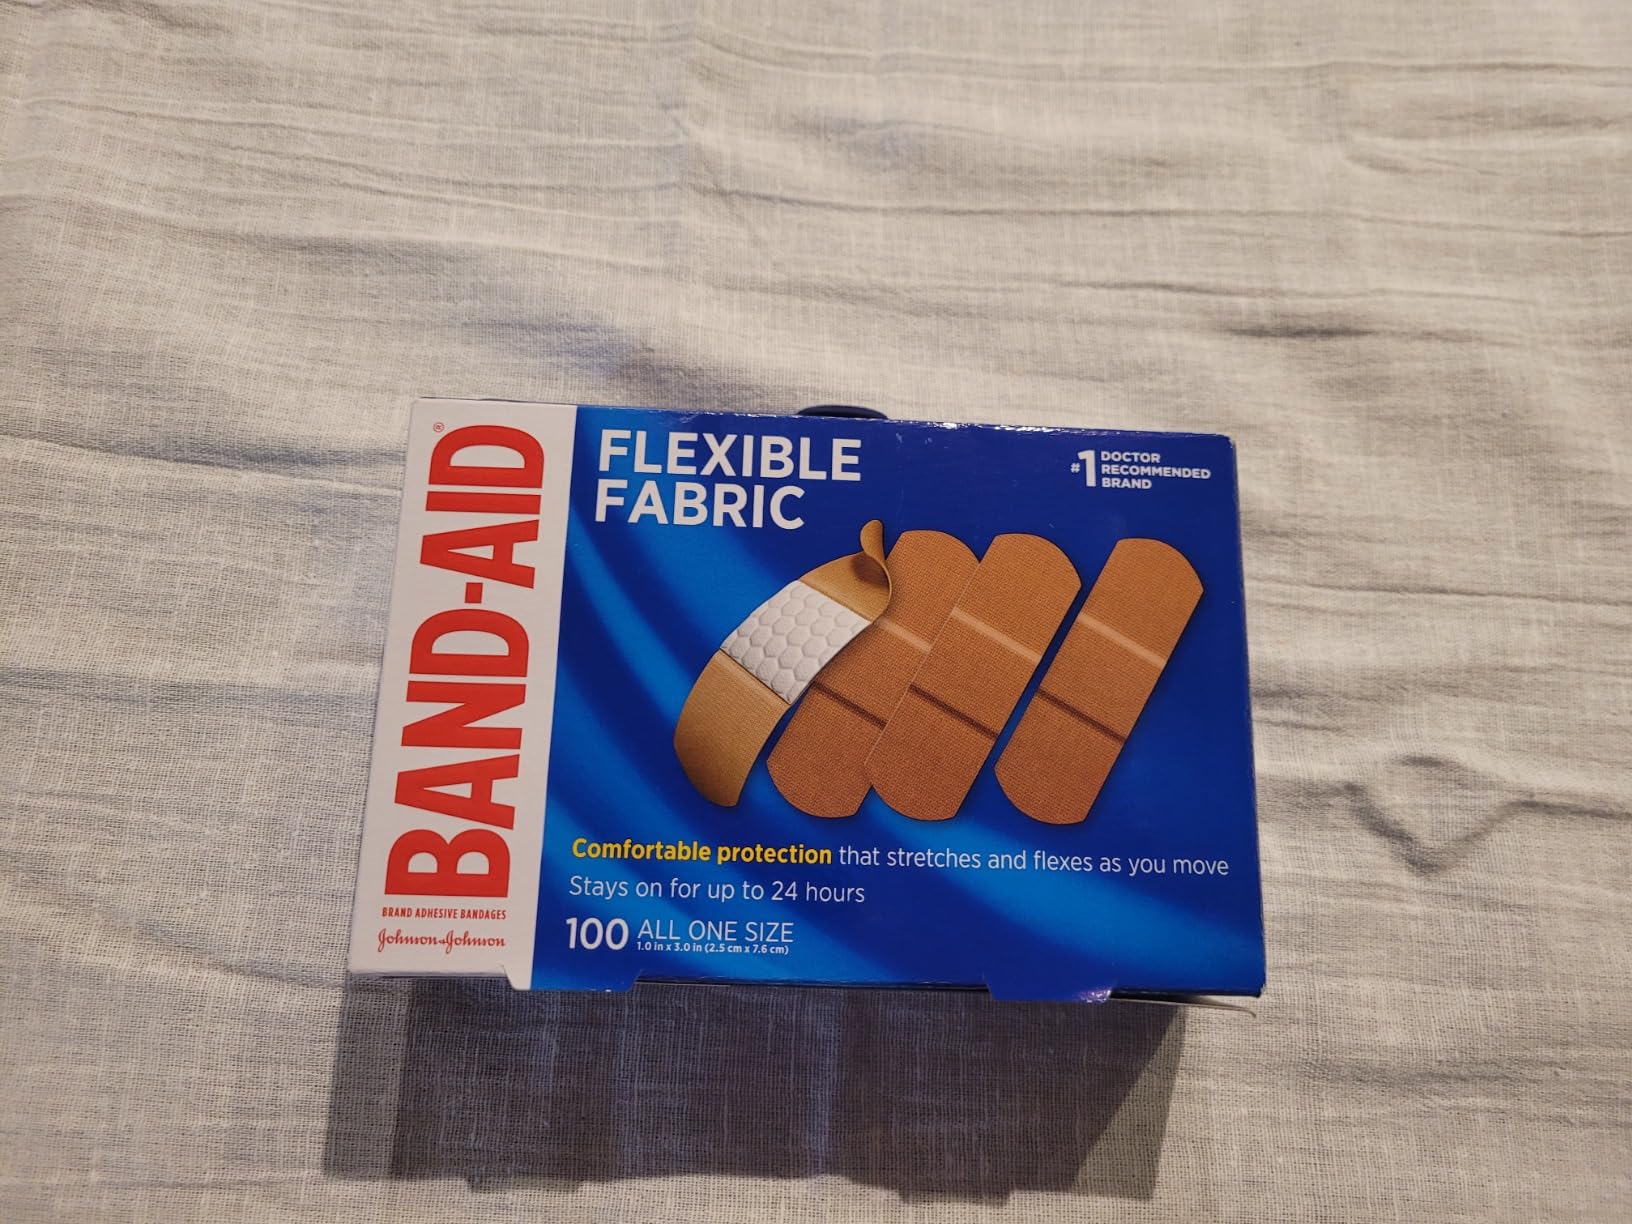 BAND-AID®
BRAND ADHESIVE BANDAGES
Johnson & Johnson
FLEXIBLE
FABRIC
#1 DOCTOR
RECOMMENDED
BRAND
Comfortable protection that stretches and flexes as you move
Stays on for up to 24 hours
100 ALL ONE SIZE
1.0 in x 3.0 in (2.5 cm x 7.6 cm)